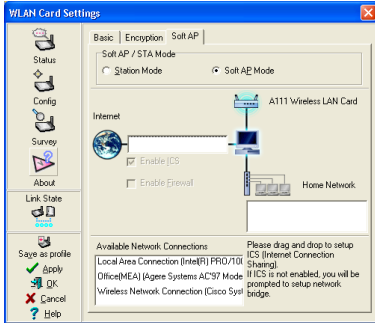 WLAN Card Settings
Status
Config
Survey
About
Link State
Save as profile
Apply
OK
Cancel
Help
Basic
Encryption
Soft AP
Soft AP / STA Mode
Station Mode
Soft AP Mode
A111 Wireless LAN Card
Internet
Enable ICS
Enable Firewall
Home Network
Available Network Connections
Local Area Connection (Intel(R) PRO/100
Office(MEA) (Agere Systems AC'97 Mode
Wireless Network Connection (Cisco Syst
Please drag and drop to setup
ICS (Internet Connection
Sharing).
If ICS is not enabled, you will be
prompted to setup network
bridge.